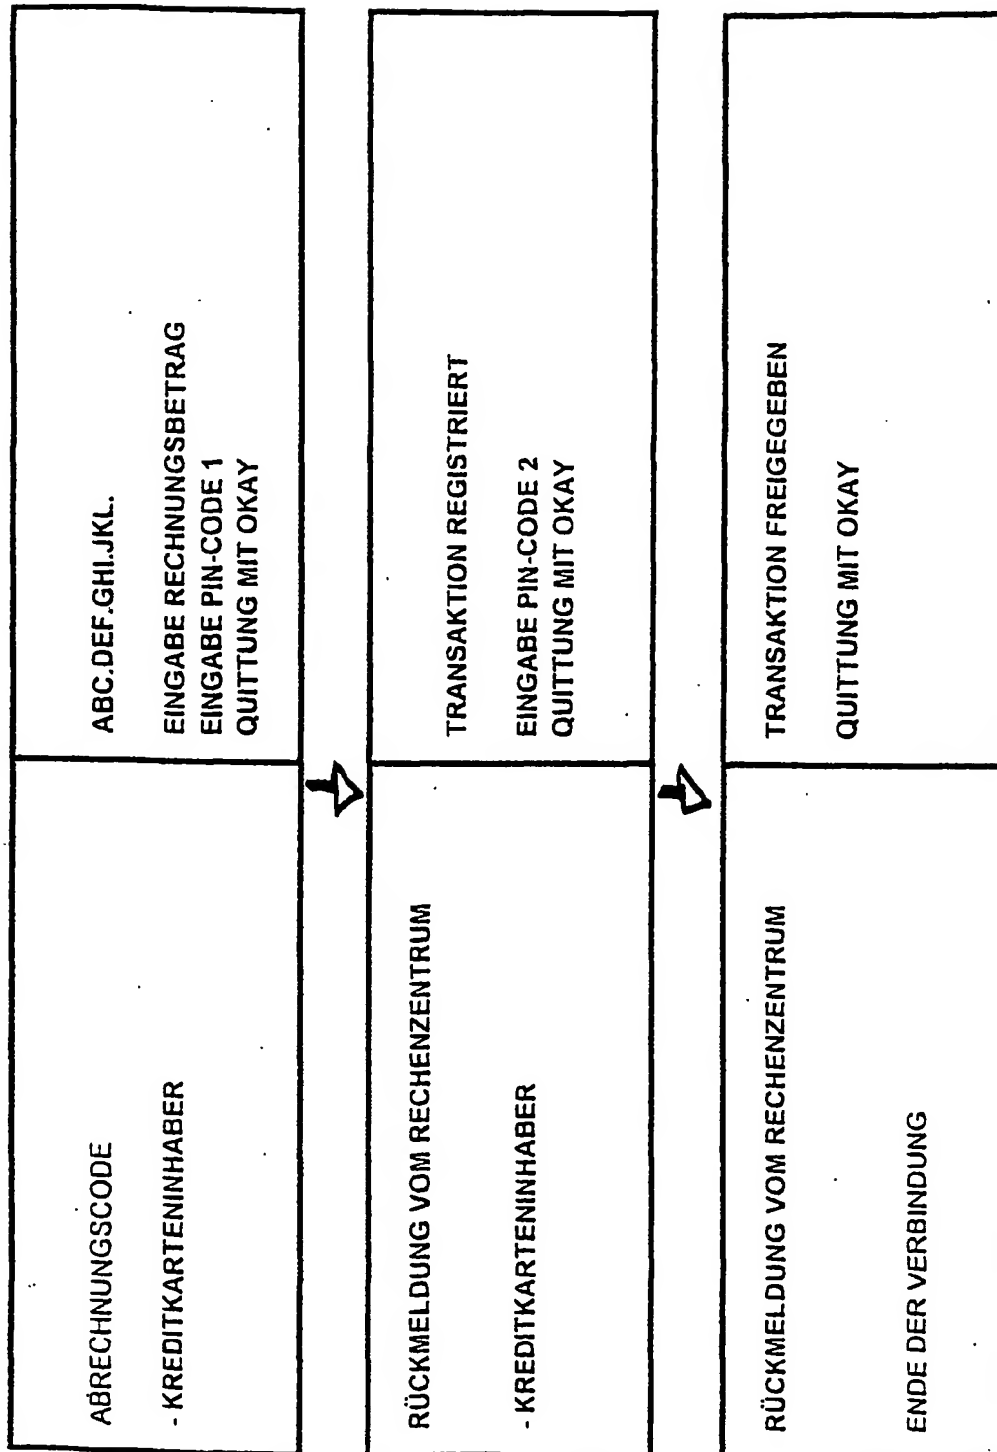 ABRECHNUNGSCODE
ABC.DEF.GHI.JKL.
- KREDITKARTENINHABER
EINGABE RECHNUNGSBETRAG
EINGABE PIN-CODE 1
QUITTUNG MIT OKAY
RÜCKMELDUNG VOM RECHENZENTRUM
TRANSAKTION REGISTRIERT
- KREDITKARTENINHABER
EINGABE PIN-CODE 2
QUITTUNG MIT OKAY
RÜCKMELDUNG VOM RECHENZENTRUM
TRANSAKTION FREIGEGEBEN
QUITTUNG MIT OKAY
ENDE DER VERBINDUNG